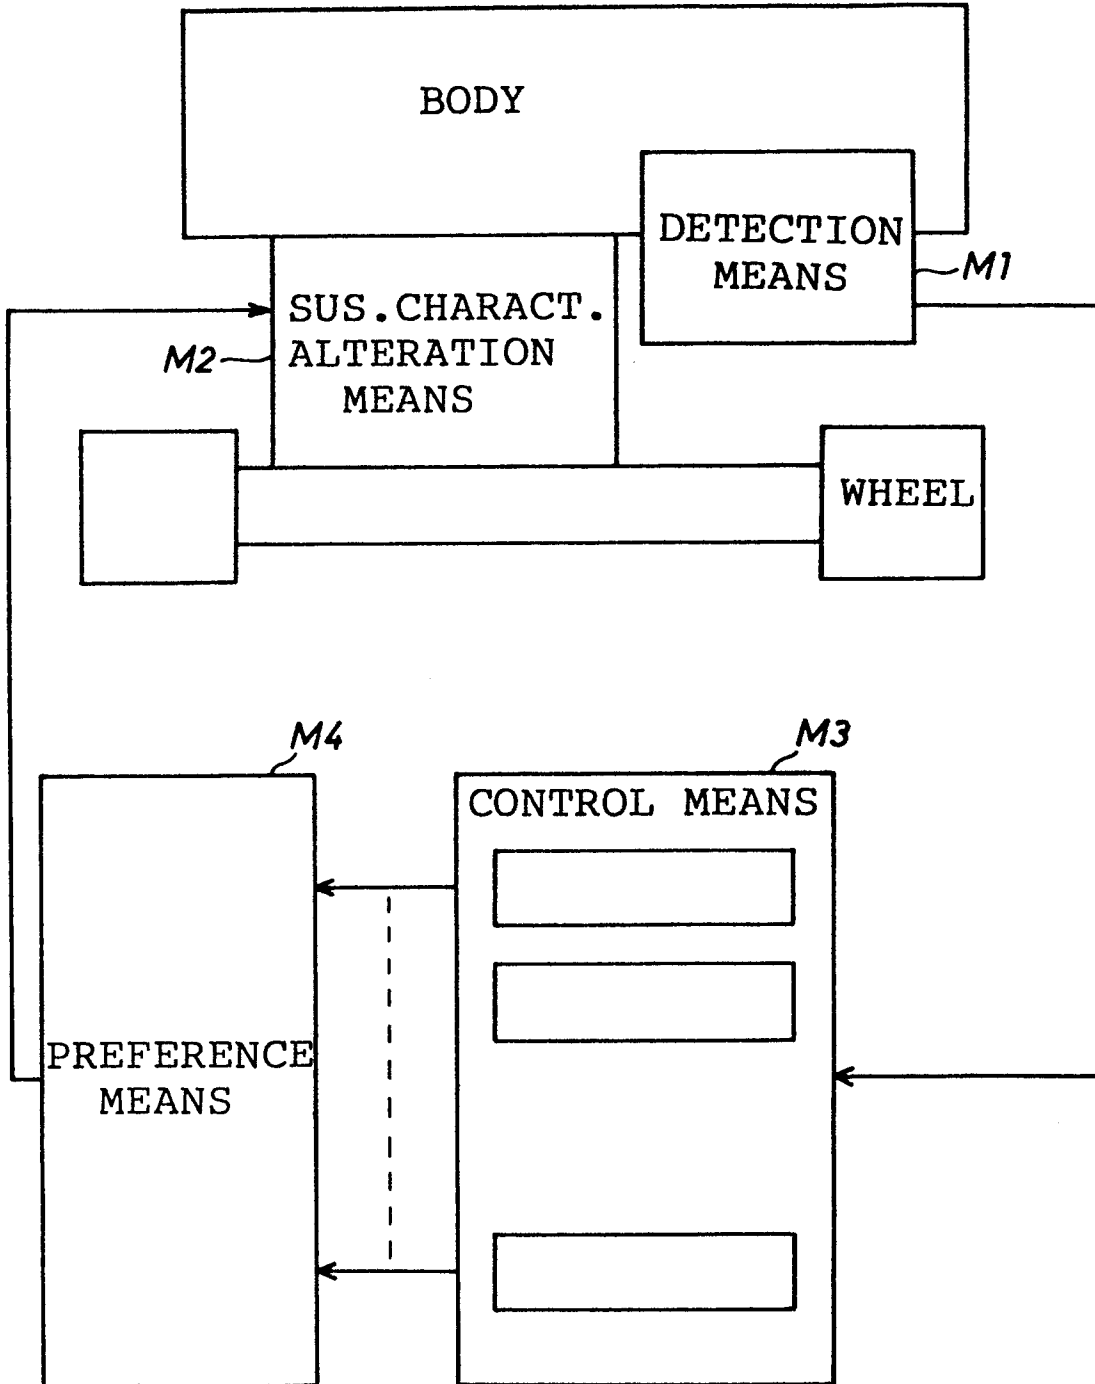 BODY
DETECTION
MEANS
M1
SUS.CHARACT.
ALTERATION
MEANS
M2
WHEEL
M4
M3
CONTROL MEANS
PREFERENCE
MEANS